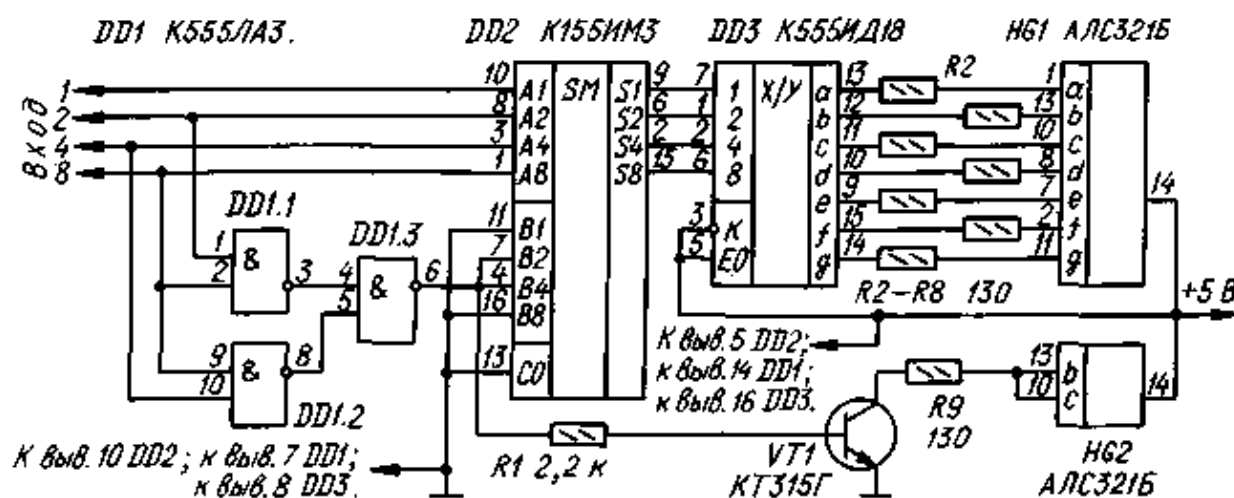 DD1 К555ЛА3.
DD2 К155ИМ3
DD3 К555ИД18
HG1 АЛС321Б
ВХОД
1
2
4
8
10
8
3
1
A1
A2
A4
A8
SM
S1
S2
S4
S8
9
6
2
15
7
1
2
6
1
2
4
8
X/Y
a
b
c
d
e
f
g
13
12
11
10
9
15
14
R2
1
13
10
8
7
2
11
a
b
c
d
e
f
g
14
11
7
4
16
B1
B2
B4
B8
13
C0
3
5
K
E0
R2–R8 130
+5 В
DD1.1
1
2
&
3
DD1.3
4
5
&
6
9
10
&
8
DD1.2
К выв. 5 DD2;
к выв. 14 DD1;
к выв. 16 DD3.
К выв. 10 DD2; к выв. 7 DD1;
к выв. 8 DD3.
R1 2,2 к
VT1
КТ315Г
R9
130
13
10
b
c
14
HG2
АЛС321Б